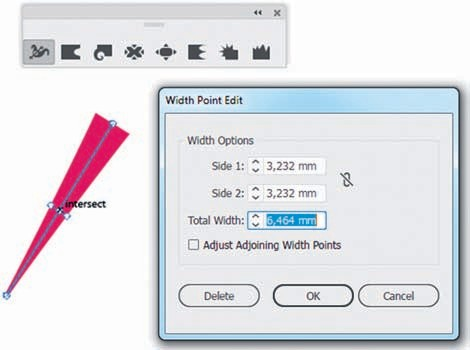 intersect
Width Point Edit
Width Options
Side 1: 3,232 mm
Side 2: 3,232 mm
Total Width: 6,464 mm
Adjust Adjoining Width Points
Delete OK Cancel